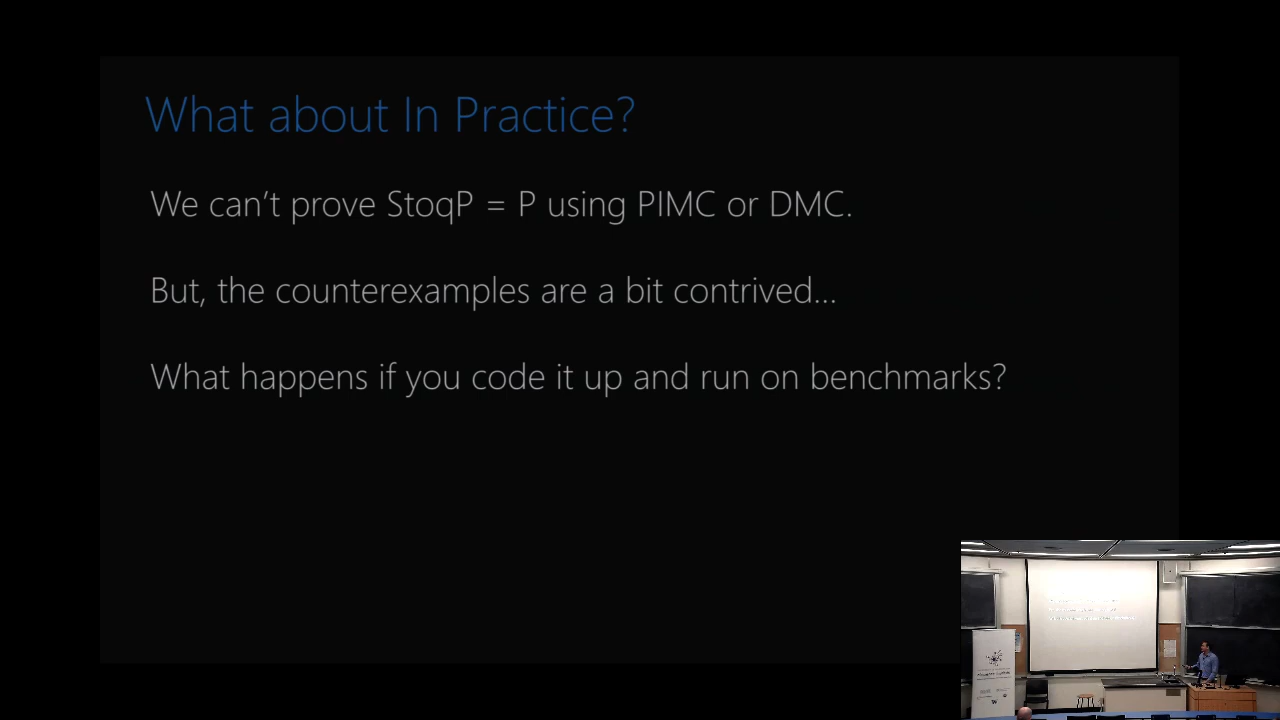 What about In Practice?
We can't prove StoqP = P using PIMC or DMC.
But, the counterexamples are a bit contrived...
What happens if you code it up and run on benchmarks?